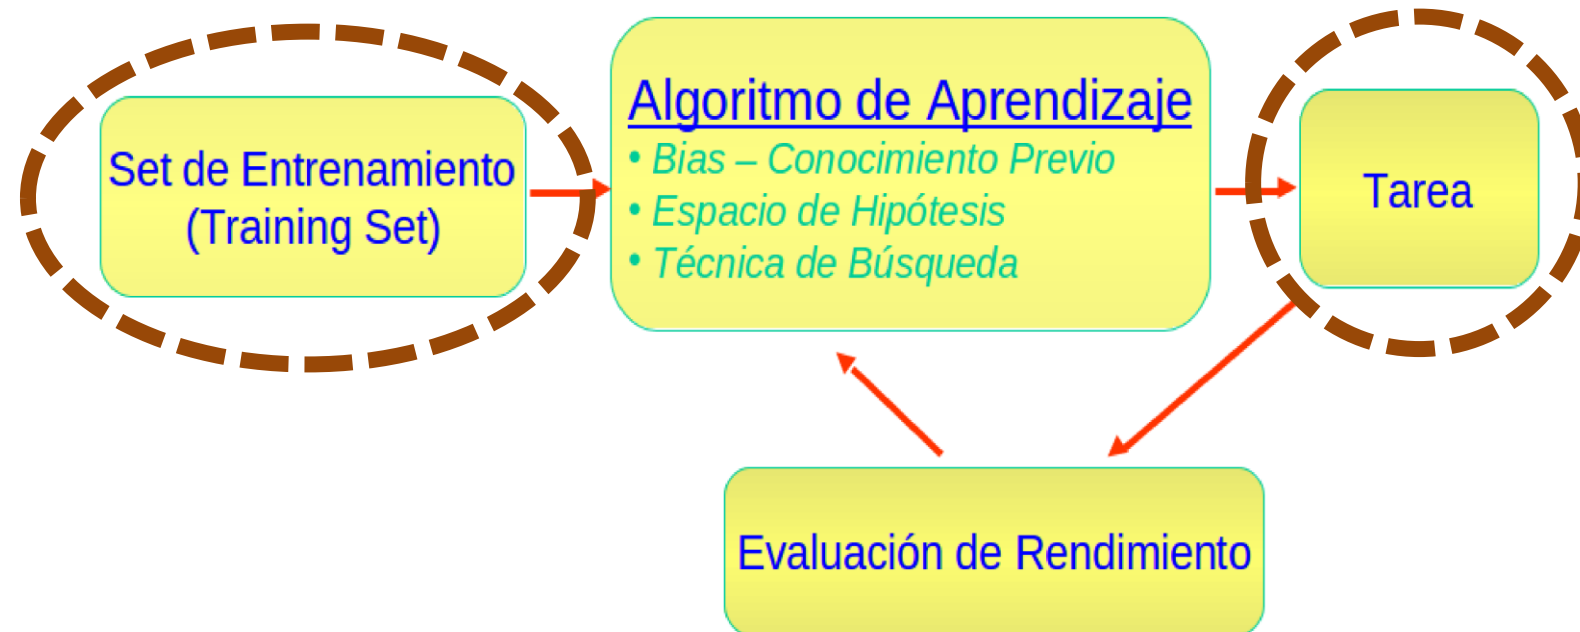 Set de Entrenamiento
(Training Set)
Algoritmo de Aprendizaje
• Bias – Conocimiento Previo
• Espacio de Hipótesis
• Técnica de Búsqueda
Tarea
Evaluación de Rendimiento